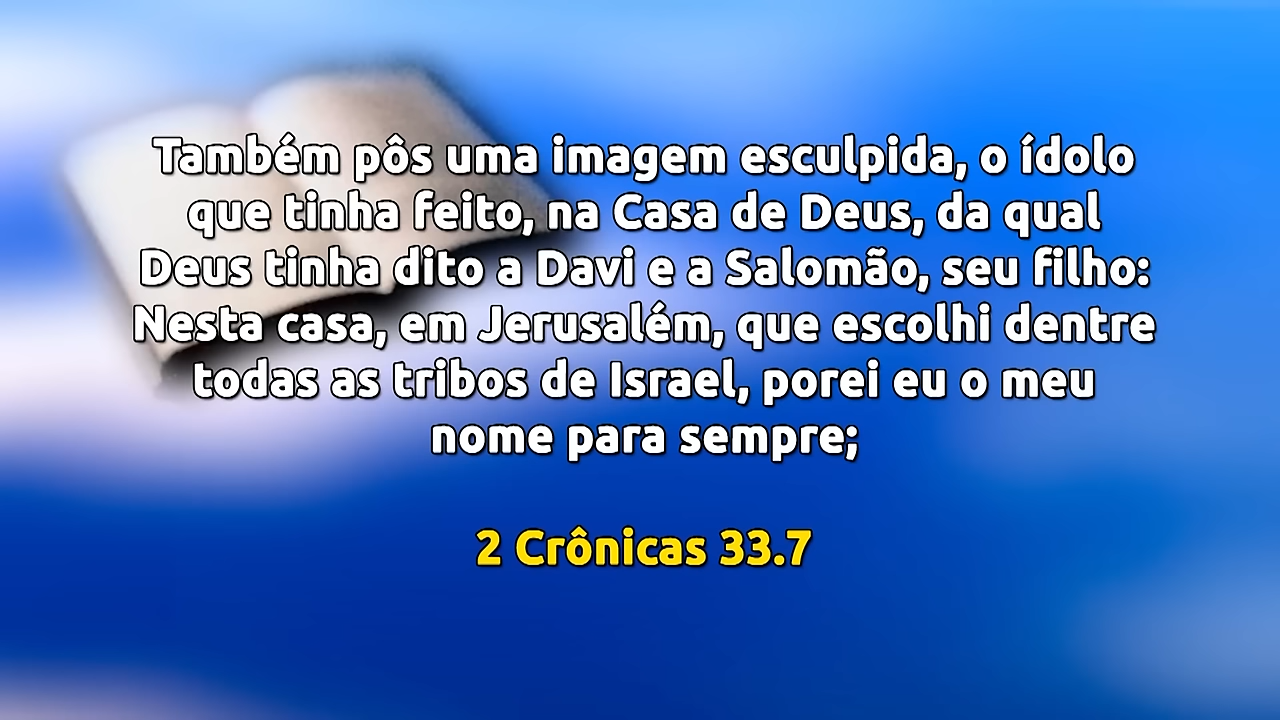 Também pôs uma imagem esculpida, o ídolo
que tinha feito, na Casa de Deus, da qual
Deus tinha dito a Davi e a Salomão, seu filho:
Nesta casa, em Jerusalém, que escolhi dentre
todas as tribos de Israel, porei eu o meu
nome para sempre;
2 Crônicas 33.7